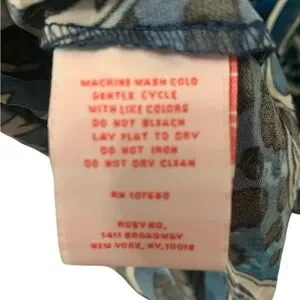 MACHINE WASH COLD
GENTLE CYCLE
WITH LIKE COLORS
DO NOT BLEACH
LAY FLAT TO DRY
DO NOT IRON
DO NOT DRY CLEAN
RN 107580
RUBY RD.
1411 BROADWAY
NEW YORK, NY, 10018